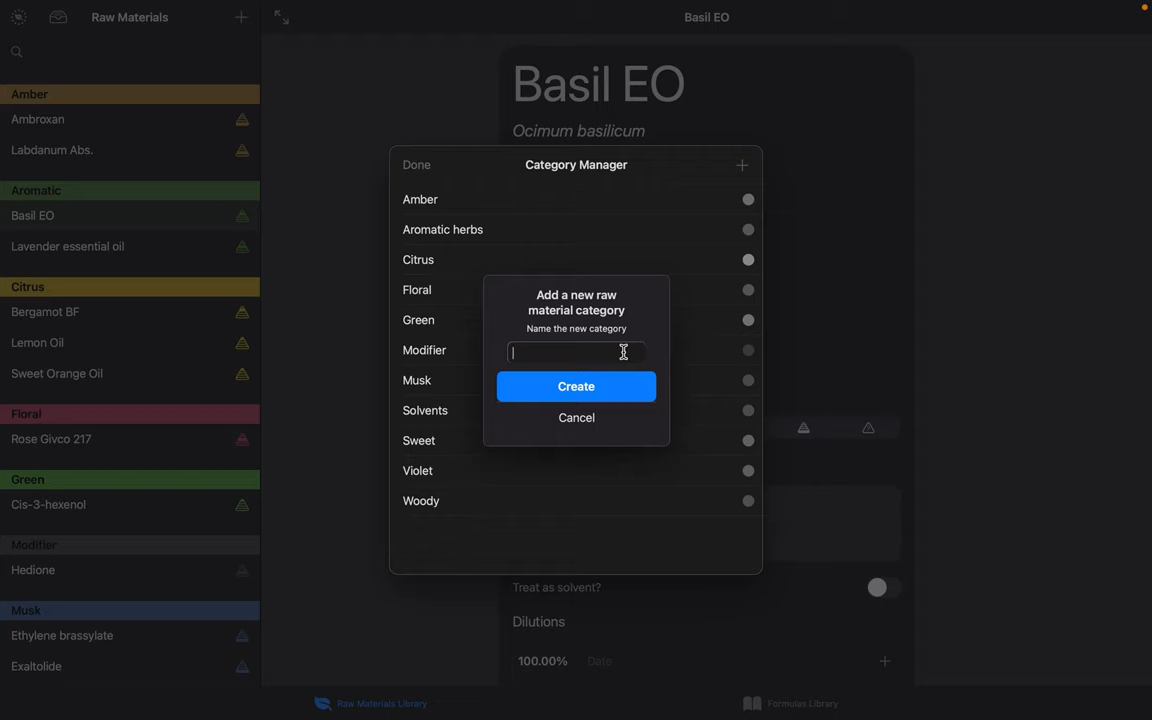 Raw Materials
Basil EO
Amber
Ambroxan
Labdanum Abs.
Aromatic
Basil EO
Lavender essential oil
Citrus
Bergamot BF
Lemon Oil
Sweet Orange Oil
Floral
Rose Givco 217
Green
Cis-3-hexenol
Modifier
Hedione
Musk
Ethylene brassylate
Exaltolide
Basil EO
Ocimum basilicum
Done
Category Manager
Amber
Aromatic herbs
Citrus
Floral
Green
Modifier
Musk
Solvents
Sweet
Violet
Woody
Add a new raw
material category
Name the new category
Create
Cancel
Treat as solvent?
Dilutions
100.00% Date
Raw Materials Library
Formulas Library